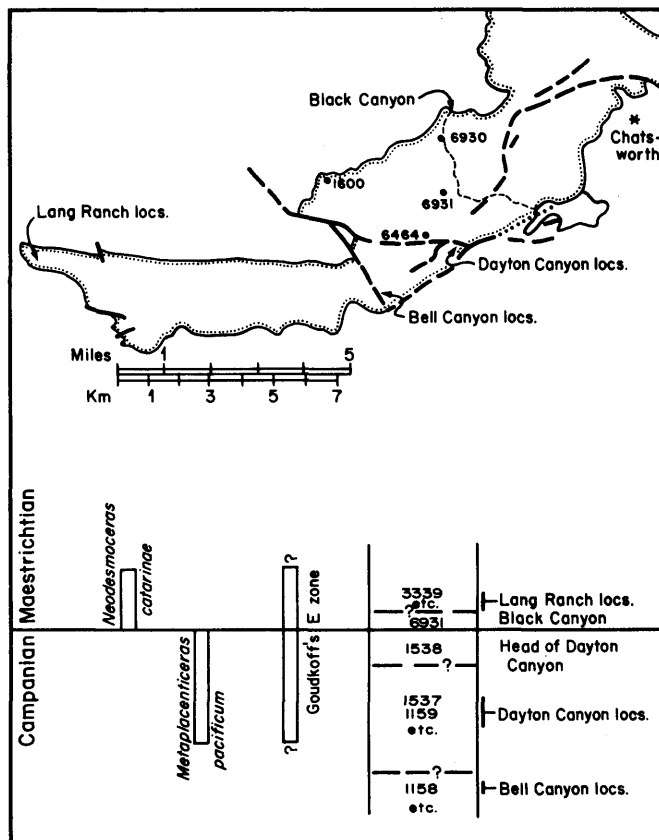 Black Canyon
6930
*
Chats-
worth
1600
6931
Lang Ranch locs.
6464
Dayton Canyon locs.
Bell Canyon locs.
Miles 1 5
Km 1 3 5 7
Maestrichtian
Campanian
Neodesmoceras
catarinae
Metaplacenticeras
pacificum
?
Goudkoff's E zone
?
3339
etc.
?
6931
1538
?
1537
1159
etc.
?
1158
etc.
Lang Ranch locs.
Black Canyon
Head of Dayton
Canyon
Dayton Canyon locs.
Bell Canyon locs.